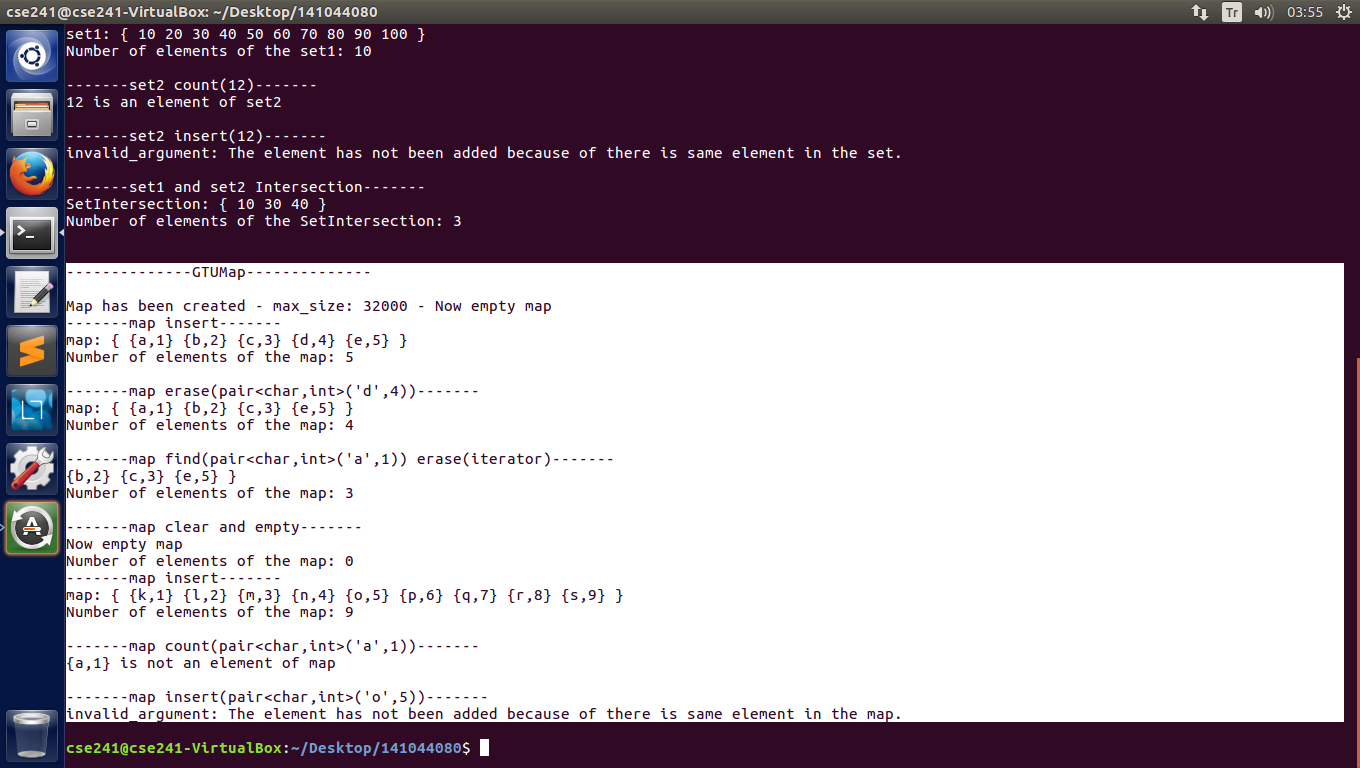 cse241@cse241-VirtualBox: ~/Desktop/141044080
Tr
03:55
set1: { 10 20 30 40 50 60 70 80 90 100 }
Number of elements of the set1: 10
-------set2 count(12)-------
12 is an element of set2
-------set2 insert(12)-------
invalid_argument: The element has not been added because of there is same element in the set.
-------set1 and set2 Intersection-------
SetIntersection: { 10 30 40 }
Number of elements of the SetIntersection: 3
--------------GTUMap--------------
Map has been created - max_size: 32000 - Now empty map
-------map insert-------
map: { {a,1} {b,2} {c,3} {d,4} {e,5} }
Number of elements of the map: 5
-------map erase(pair<char,int>('d',4))-------
map: { {a,1} {b,2} {c,3} {e,5} }
Number of elements of the map: 4
-------map find(pair<char,int>('a',1)) erase(iterator)-------
{b,2} {c,3} {e,5} }
Number of elements of the map: 3
-------map clear and empty-------
Now empty map
Number of elements of the map: 0
-------map insert-------
map: { {k,1} {l,2} {m,3} {n,4} {o,5} {p,6} {q,7} {r,8} {s,9} }
Number of elements of the map: 9
-------map count(pair<char,int>('a',1))-------
{a,1} is not an element of map
-------map insert(pair<char,int>('o',5))-------
invalid_argument: The element has not been added because of there is same element in the map.
cse241@cse241-VirtualBox:~/Desktop/141044080$